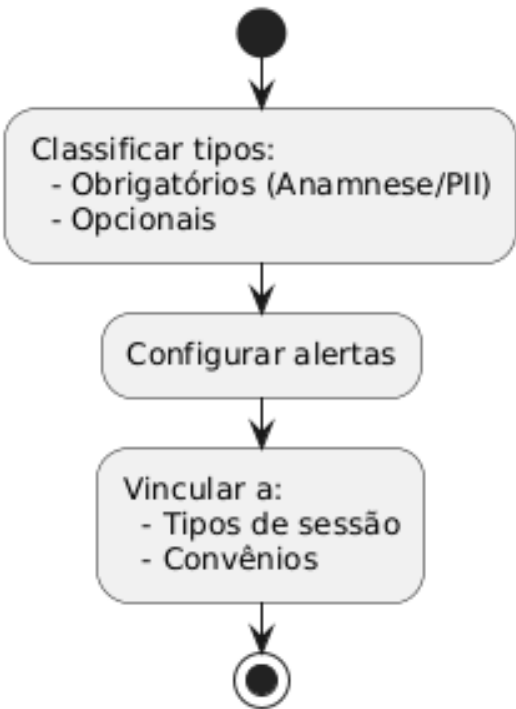 Classificar tipos:
- Obrigatórios (Anamnese/PII)
- Opcionais
Configurar alertas
Vincular a:
- Tipos de sessão
- Convênios